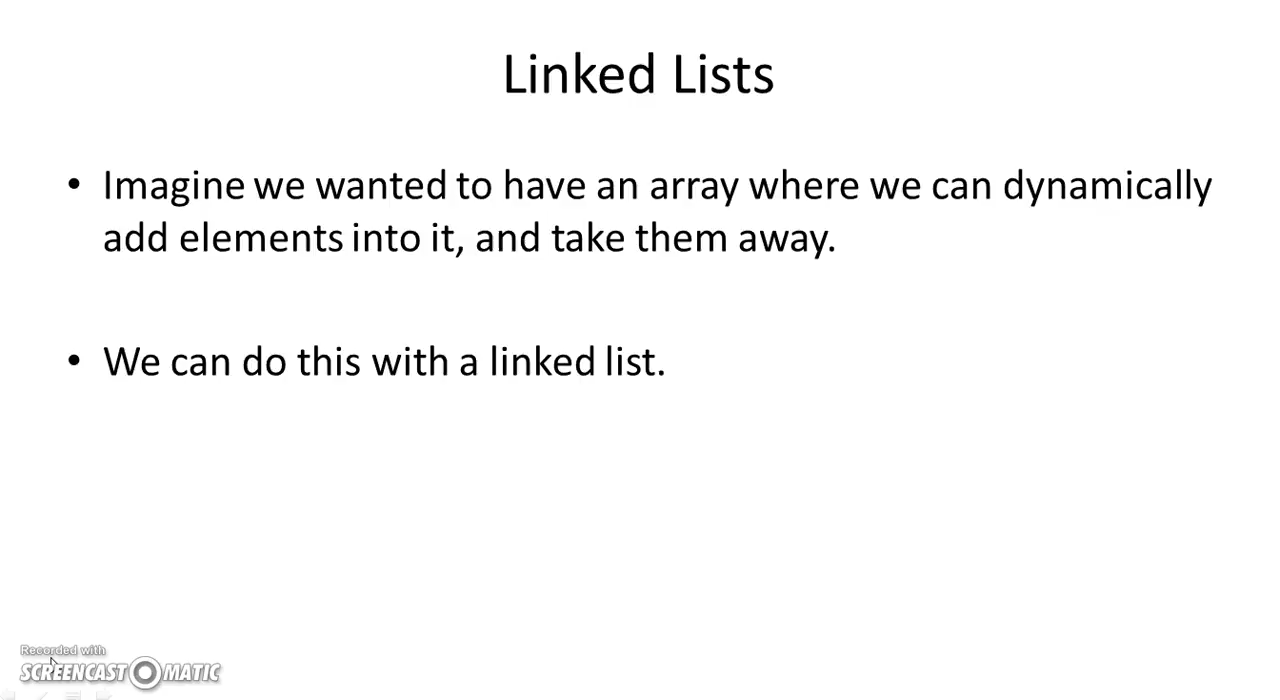 Linked Lists
• Imagine we wanted to have an array where we can dynamically
add elements into it, and take them away.
• We can do this with a linked list.
Recorded with
SCREENCAST MATIC